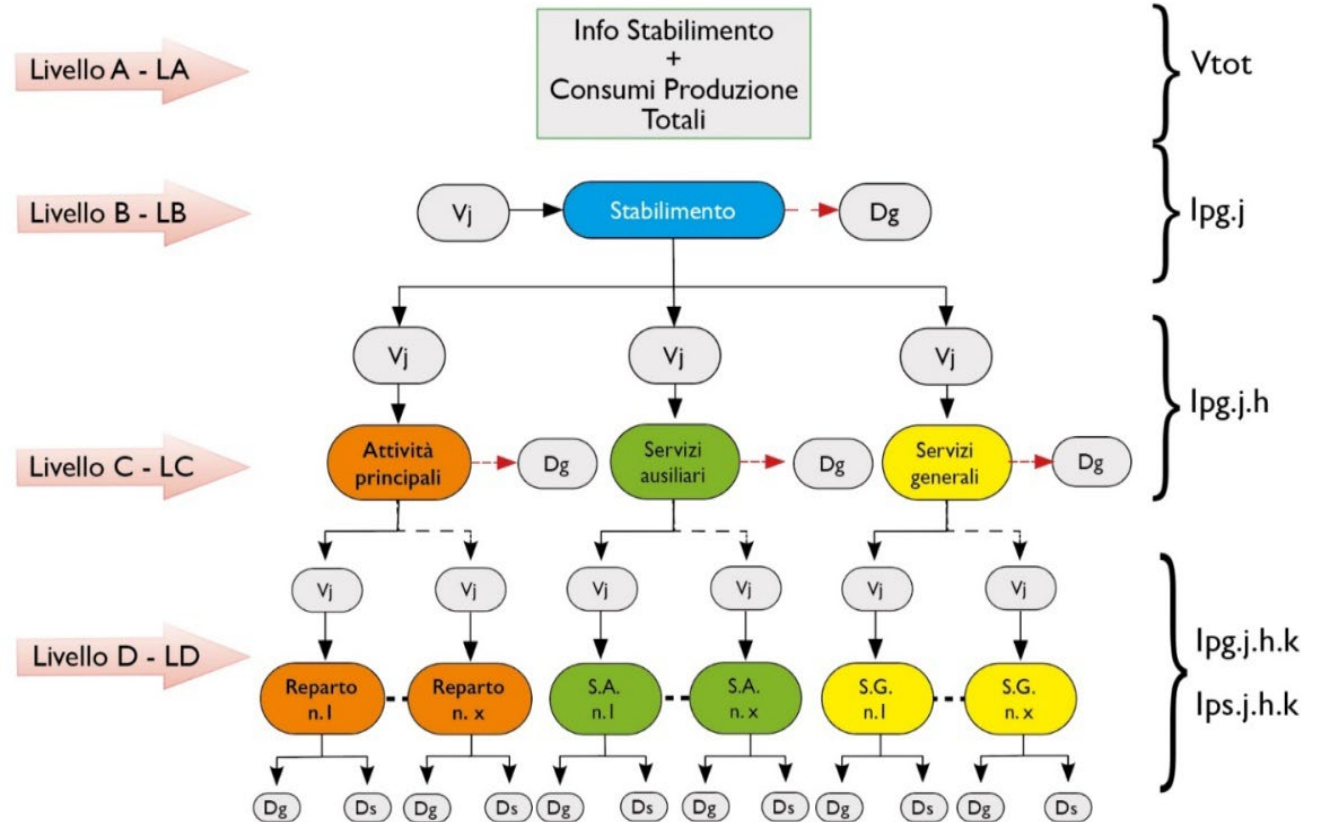 Info Stabilimento
+
Consumi Produzione
Totali
Livello A - LA
Vtot
Livello B - LB
Vj
Stabilimento
Dg
Ipg.j
Vj
Vj
Vj
Ipg.j.h
Livello C - LC
Attività
principali
Dg
Servizi
ausiliari
Dg
Servizi
generali
Dg
Vj
Vj
Vj
Vj
Vj
Vj
Livello D - LD
Reparto
n.1
Reparto
n. x
S.A.
n.1
S.A.
n. x
S.G.
n.1
S.G.
n. x
Ipg.j.h.k
Ips.j.h.k
Dg
Ds
Dg
Ds
Dg
Ds
Dg
Ds
Dg
Ds
Dg
Ds